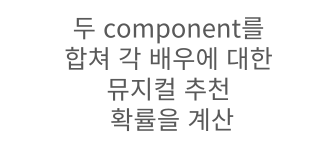 두 component를
합쳐 각 배우에 대한
뮤지컬 추천
확률을 계산